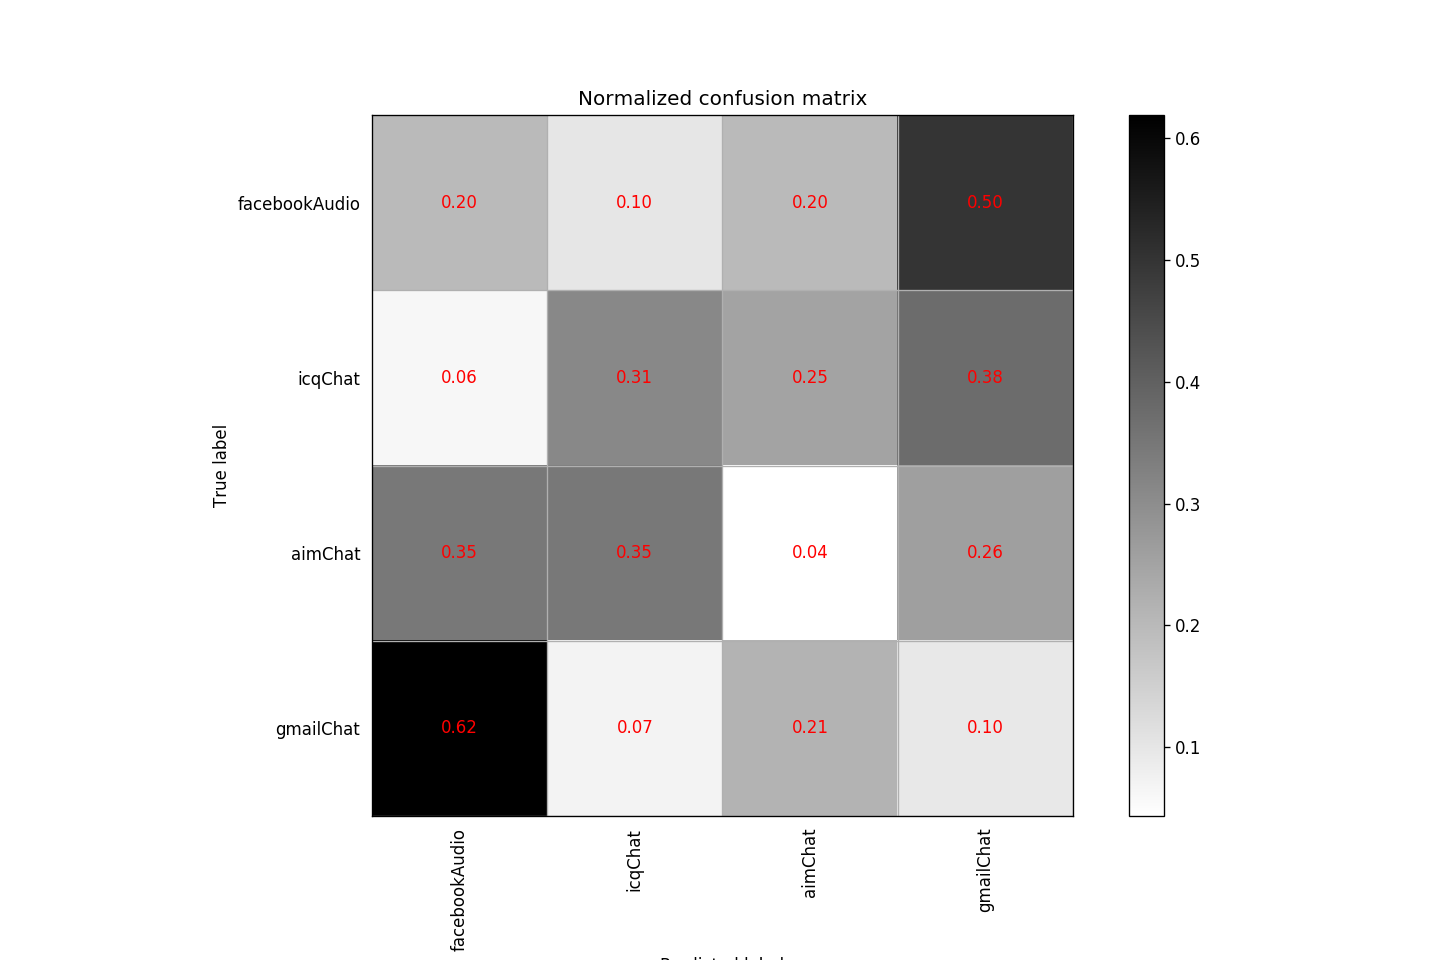 Normalized confusion matrix
facebookAudio 0.20 0.10 0.20 0.50
icqChat 0.06 0.31 0.25 0.38
aimChat 0.35 0.35 0.04 0.26
gmailChat 0.62 0.07 0.21 0.10
True label
facebookAudio icqChat aimChat gmailChat
0.6
0.5
0.4
0.3
0.2
0.1